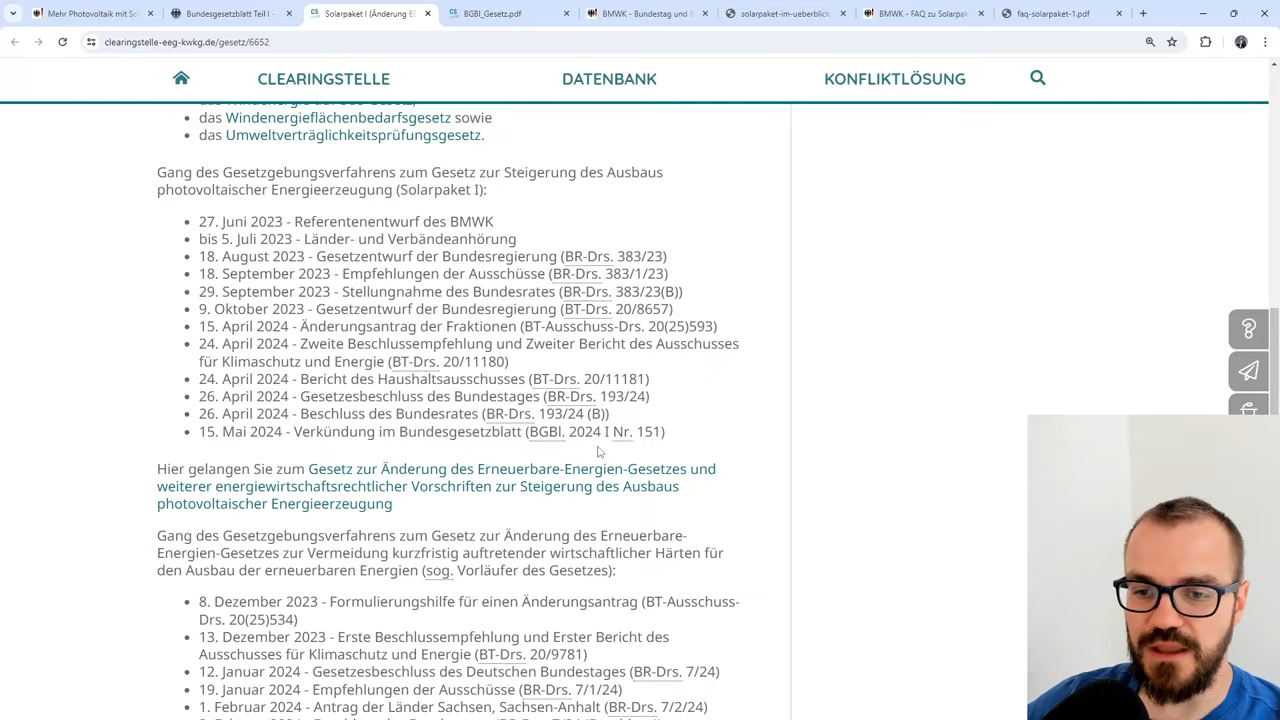 Förderung von Mieterstrom mit Sol
Bundesgesetzblatt Teil I -
Solarpaket I (Änderung EE
BGBl_Gesetz.pdf
BMWK - Bundestag und B
solarpaket-im-ueberblick.
BMWK - FAQ zu Solarpak
faq-solarpaket-1.pdf
clearingstelle-eeg-kwkg.de/gesetz/6652
CLEARINGSTELLE
DATENBANK
KONFLIKTLÖSUNG
das Windenergieflächenbedarfsgesetz sowie
das Umweltverträglichkeitsprüfungsgesetz.
Gang des Gesetzgebungsverfahrens zum Gesetz zur Steigerung des Ausbaus
photovoltaischer Energieerzeugung (Solarpaket I):
27. Juni 2023 - Referentenentwurf des BMWK
bis 5. Juli 2023 - Länder- und Verbändeanhörung
18. August 2023 - Gesetzentwurf der Bundesregierung (BR-Drs. 383/23)
18. September 2023 - Empfehlungen der Ausschüsse (BR-Drs. 383/1/23)
29. September 2023 - Stellungnahme des Bundesrates (BR-Drs. 383/23(B))
9. Oktober 2023 - Gesetzentwurf der Bundesregierung (BT-Drs. 20/8657)
15. April 2024 - Änderungsantrag der Fraktionen (BT-Ausschuss-Drs. 20(25)593)
24. April 2024 - Zweite Beschlussempfehlung und Zweiter Bericht des Ausschusses
für Klimaschutz und Energie (BT-Drs. 20/11180)
24. April 2024 - Bericht des Haushaltsausschusses (BT-Drs. 20/11181)
26. April 2024 - Gesetzesbeschluss des Bundestages (BR-Drs. 193/24)
26. April 2024 - Beschluss des Bundesrates (BR-Drs. 193/24 (B))
15. Mai 2024 - Verkündung im Bundesgesetzblatt (BGBl. 2024 I Nr. 151)
Hier gelangen Sie zum Gesetz zur Änderung des Erneuerbare-Energien-Gesetzes und
weiterer energiewirtschaftsrechtlicher Vorschriften zur Steigerung des Ausbaus
photovoltaischer Energieerzeugung
Gang des Gesetzgebungsverfahrens zum Gesetz zur Änderung des Erneuerbare-
Energien-Gesetzes zur Vermeidung kurzfristig auftretender wirtschaftlicher Härten für
den Ausbau der erneuerbaren Energien (sog. Vorläufer des Gesetzes):
8. Dezember 2023 - Formulierungshilfe für einen Änderungsantrag (BT-Ausschuss-
Drs. 20(25)534)
13. Dezember 2023 - Erste Beschlussempfehlung und Erster Bericht des
Ausschusses für Klimaschutz und Energie (BT-Drs. 20/9781)
12. Januar 2024 - Gesetzesbeschluss des Deutschen Bundestages (BR-Drs. 7/24)
19. Januar 2024 - Empfehlungen der Ausschüsse (BR-Drs. 7/1/24)
1. Februar 2024 - Antrag der Länder Sachsen, Sachsen-Anhalt (BR-Drs. 7/2/24)